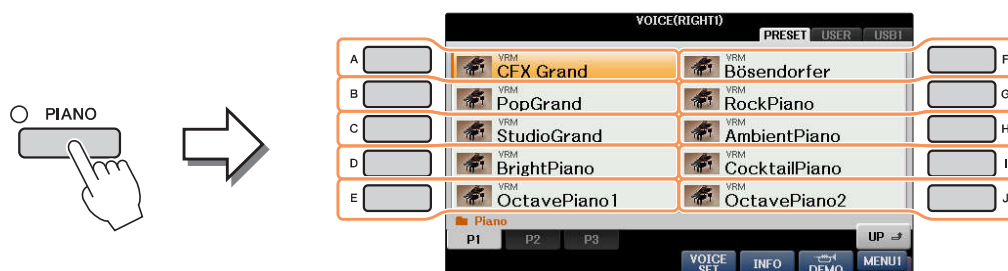 VOICE(RIGHT1)
PRESET USER USB1
A VRM CFX Grand VRM Bösendorfer F
B VRM PopGrand VRM RockPiano G
PIANO
C VRM StudioGrand VRM AmbientPiano H
D VRM BrightPiano VRM CocktailPiano I
E VRM OctavePiano1 VRM OctavePiano2 J
Piano
P1 P2 P3 UP
VOICE SET INFO DEMO MENU1